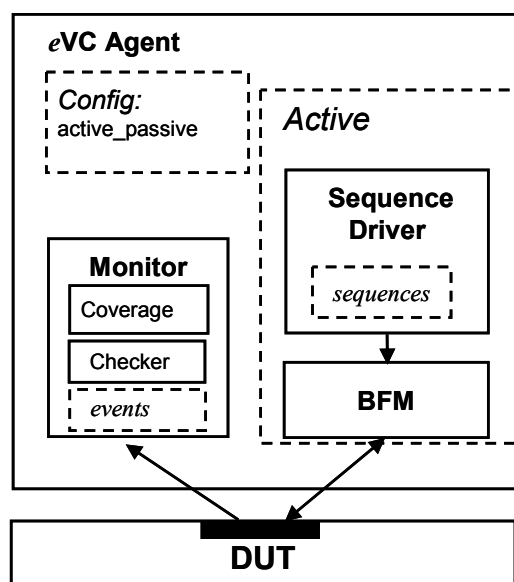 eVC Agent
Config:
active_passive
Active
Sequence
Driver
sequences
Monitor
Coverage
Checker
events
BFM
DUT